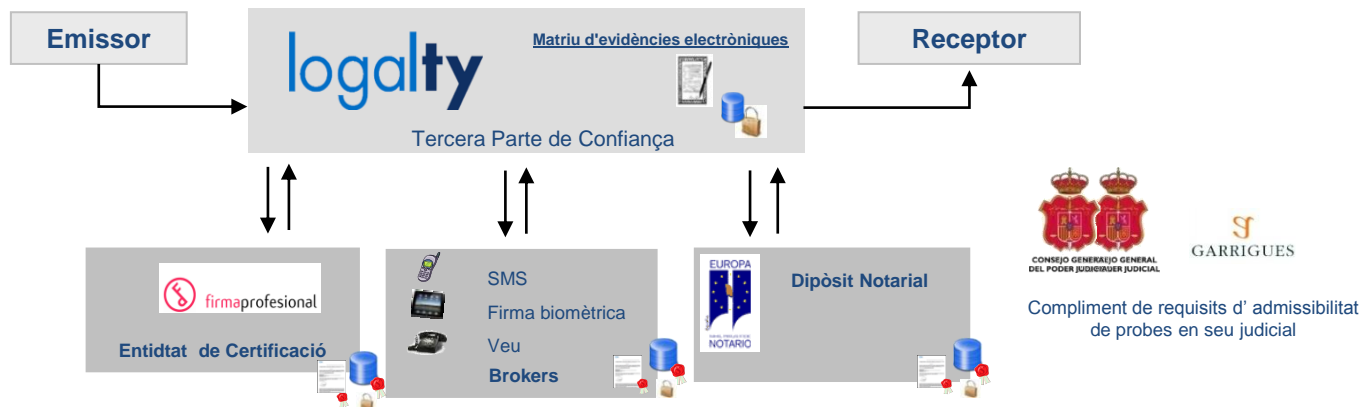 Emissor
logalty
Matriu d'evidències electròniques
Tercera Parte de Confiança
Receptor
firmaprofesional
Entidtat de Certificació
SMS
Firma biomètrica
Veu
Brokers
EUROPA
NOTARIO
Dipòsit Notarial
CONSEJO GENERALEJO GENERAL
DEL PODER JUDICIAUER JUDICIAL
GARRIGUES
Compliment de requisits d' admissibilitat
de probes en seu judicial